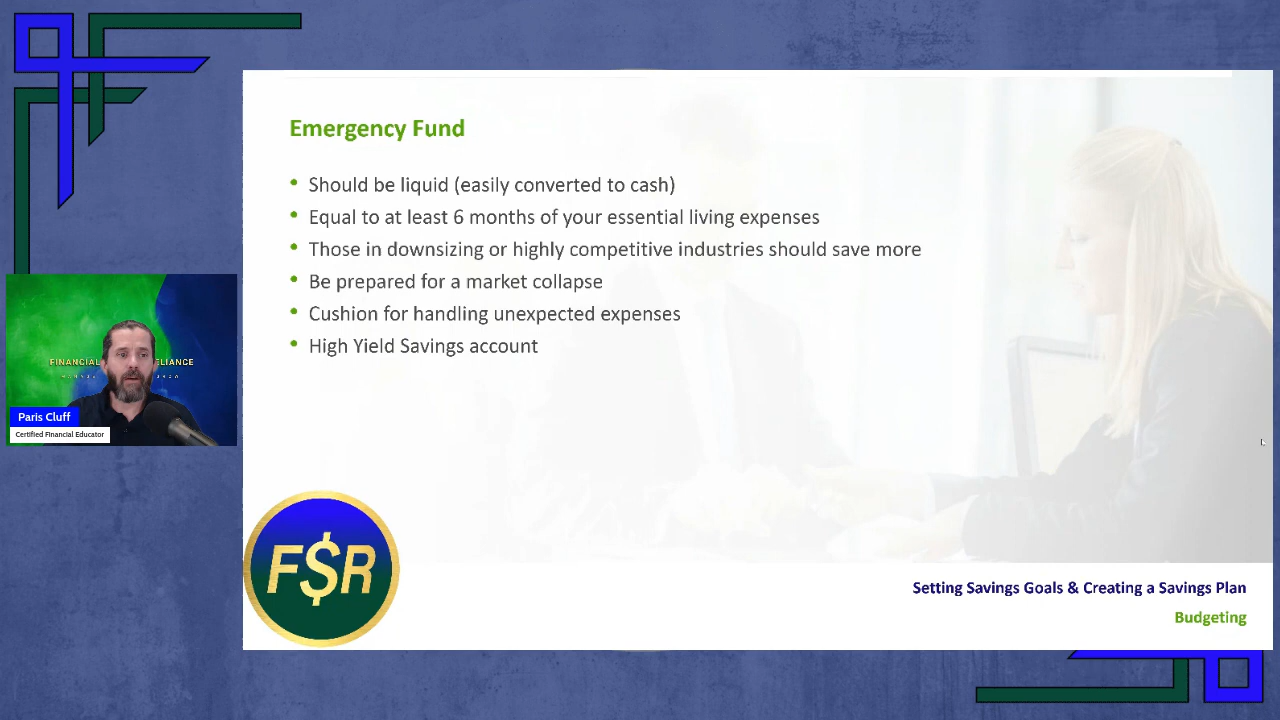 Emergency Fund
• Should be liquid (easily converted to cash)
• Equal to at least 6 months of your essential living expenses
• Those in downsizing or highly competitive industries should save more
• Be prepared for a market collapse
• Cushion for handling unexpected expenses
• High Yield Savings account
FINANCIAL ELIANCE
Paris Cluff
Certified Financial Educator
F$R
Setting Savings Goals & Creating a Savings Plan
Budgeting